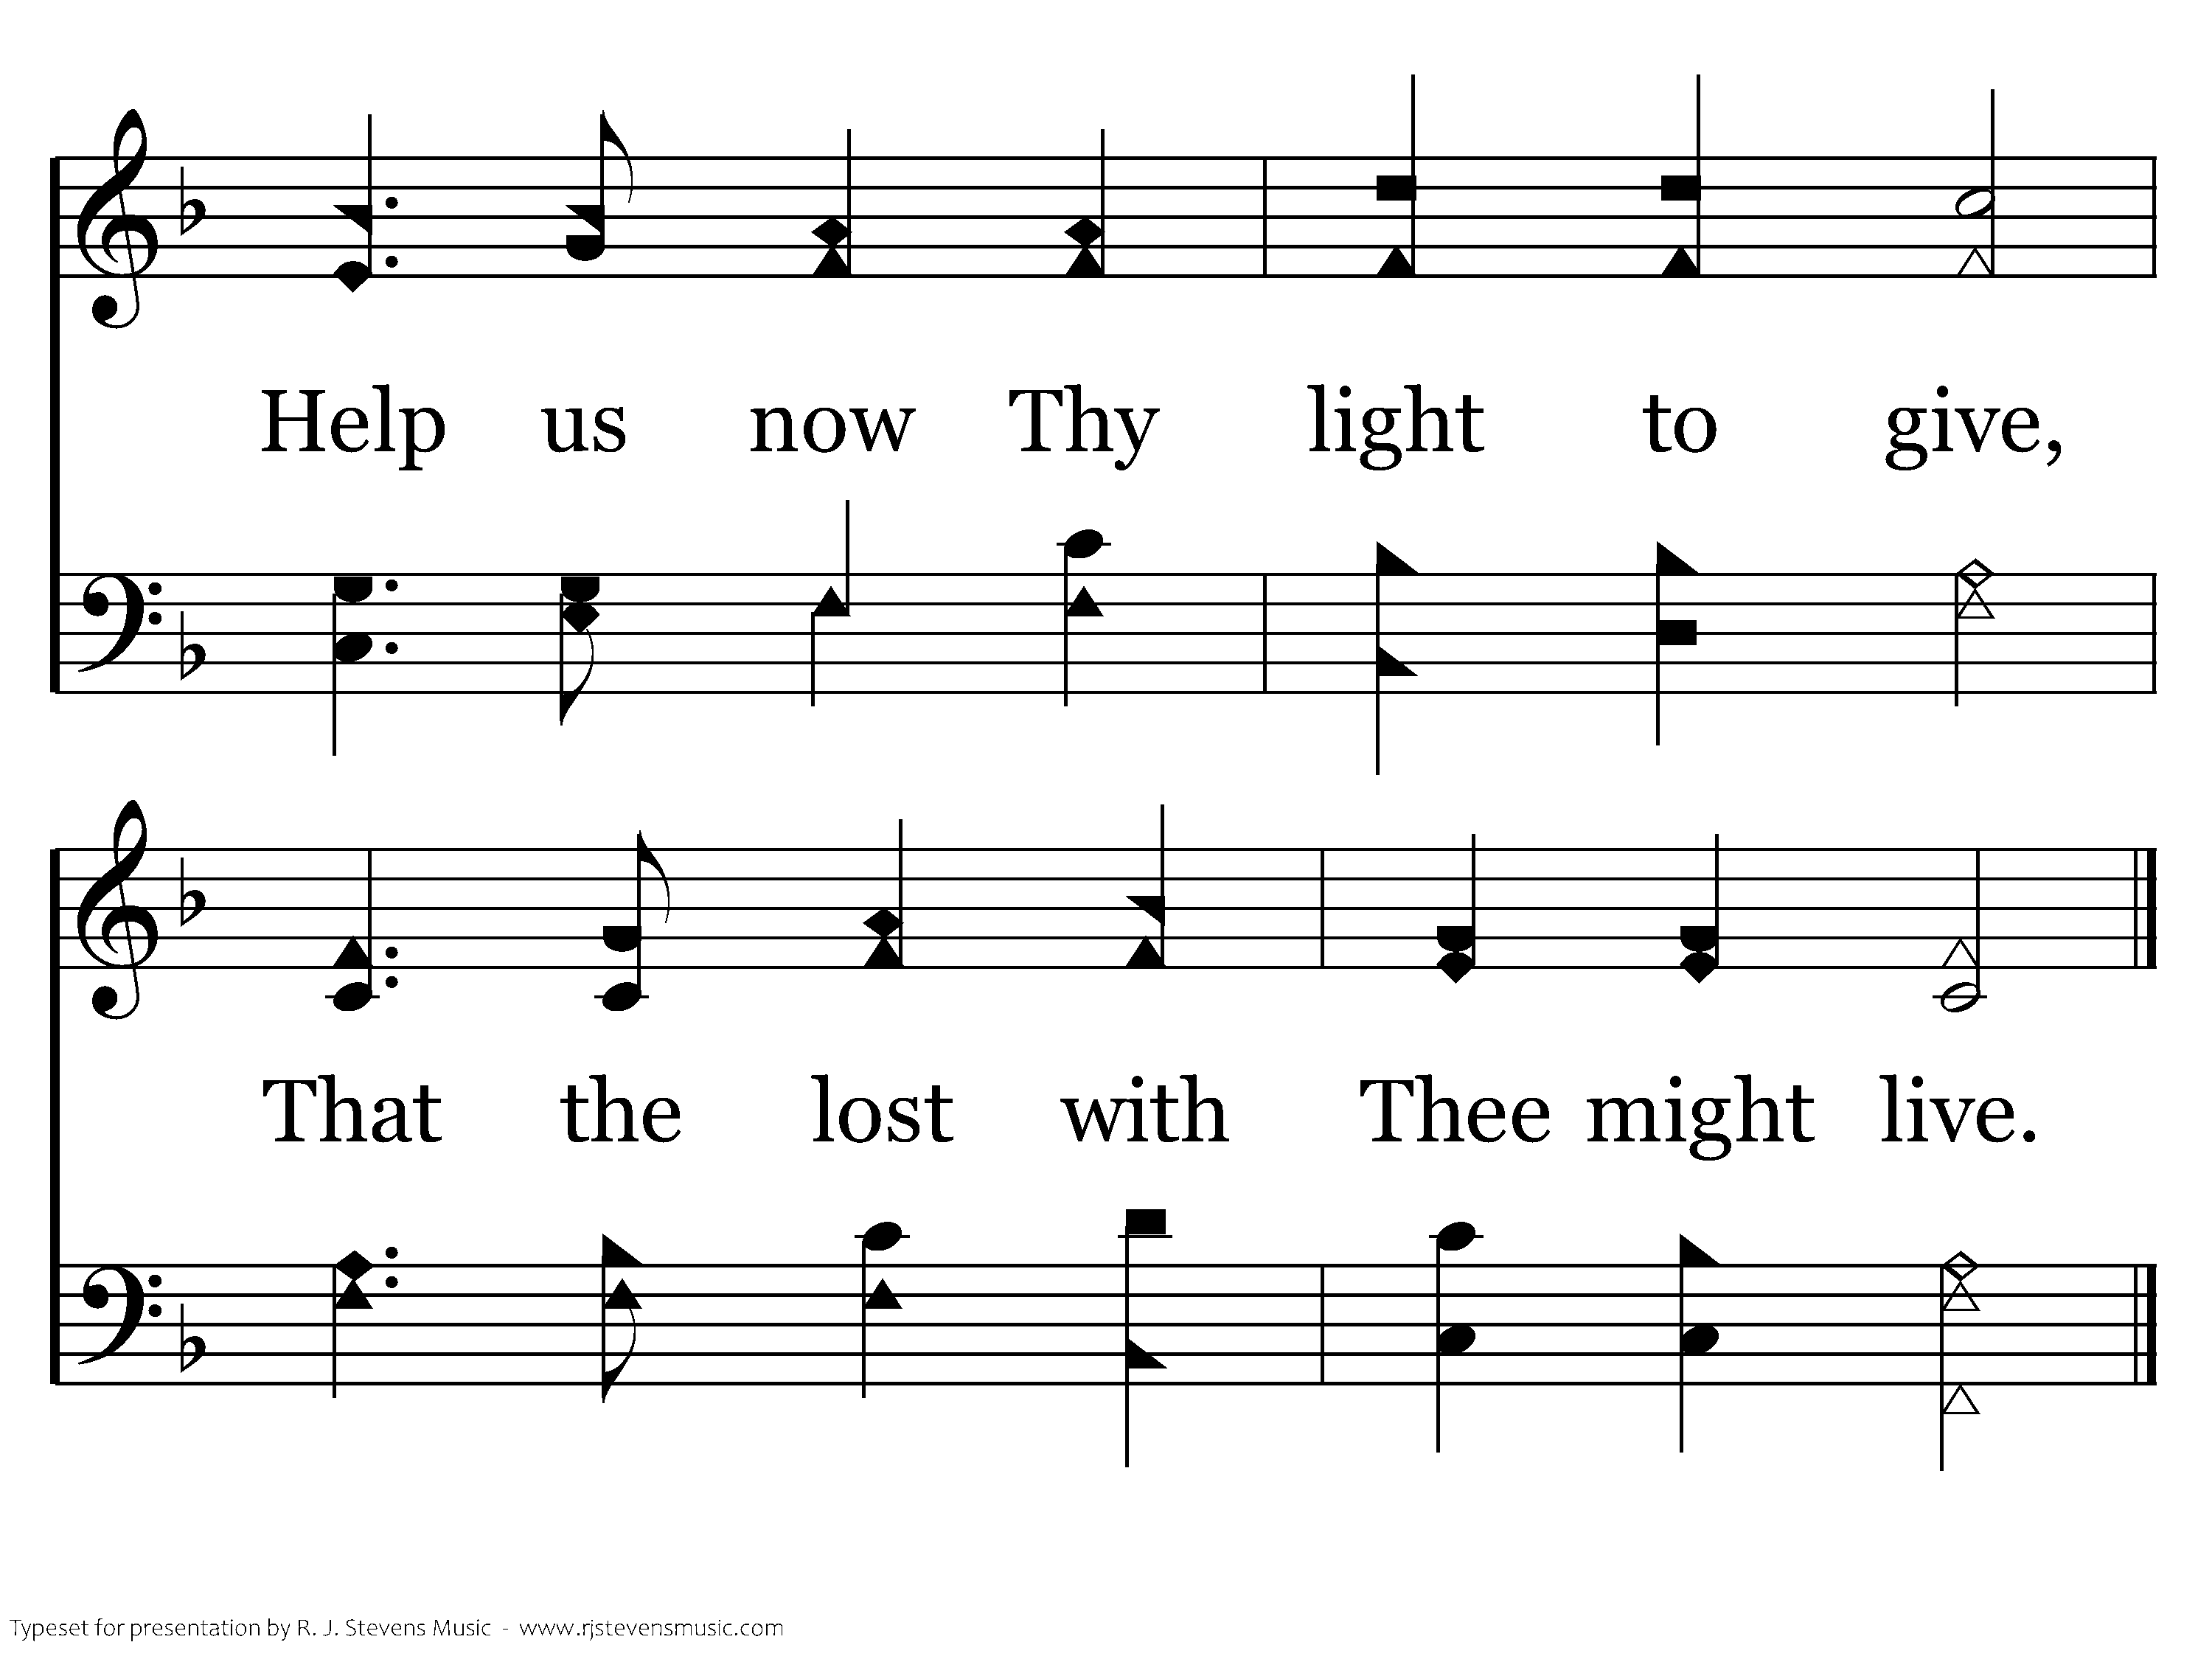 Help us now Thy light to give,
That the lost with Thee might live.
Typeset for presentation by R. J. Stevens Music - www.rjstevensmusic.com